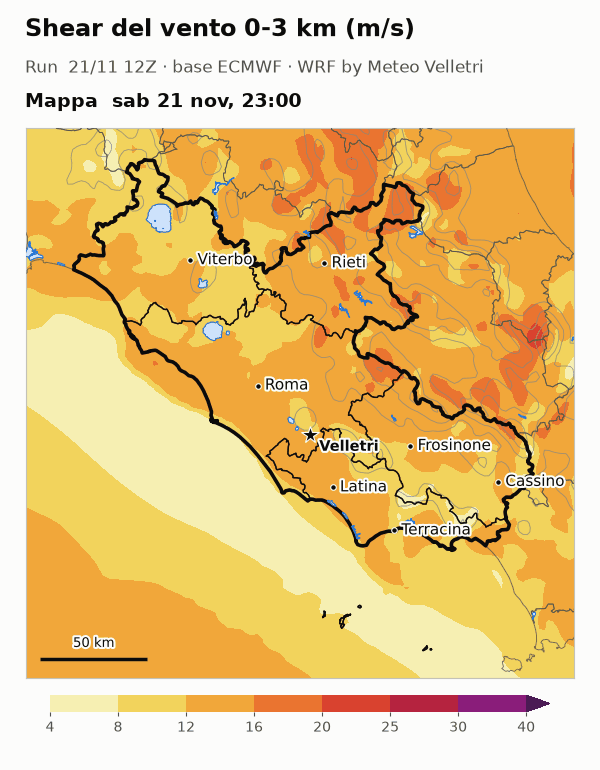 Shear del vento 0-3 km (m/s)
Run  21/11 12Z · base ECMWF · WRF by Meteo Velletri
Mappa  sab 21 nov, 23:00
Viterbo
Rieti
Roma
Velletri
Frosinone
Cassino
Latina
Terracina
50 km
4 8 12 16 20 25 30 40